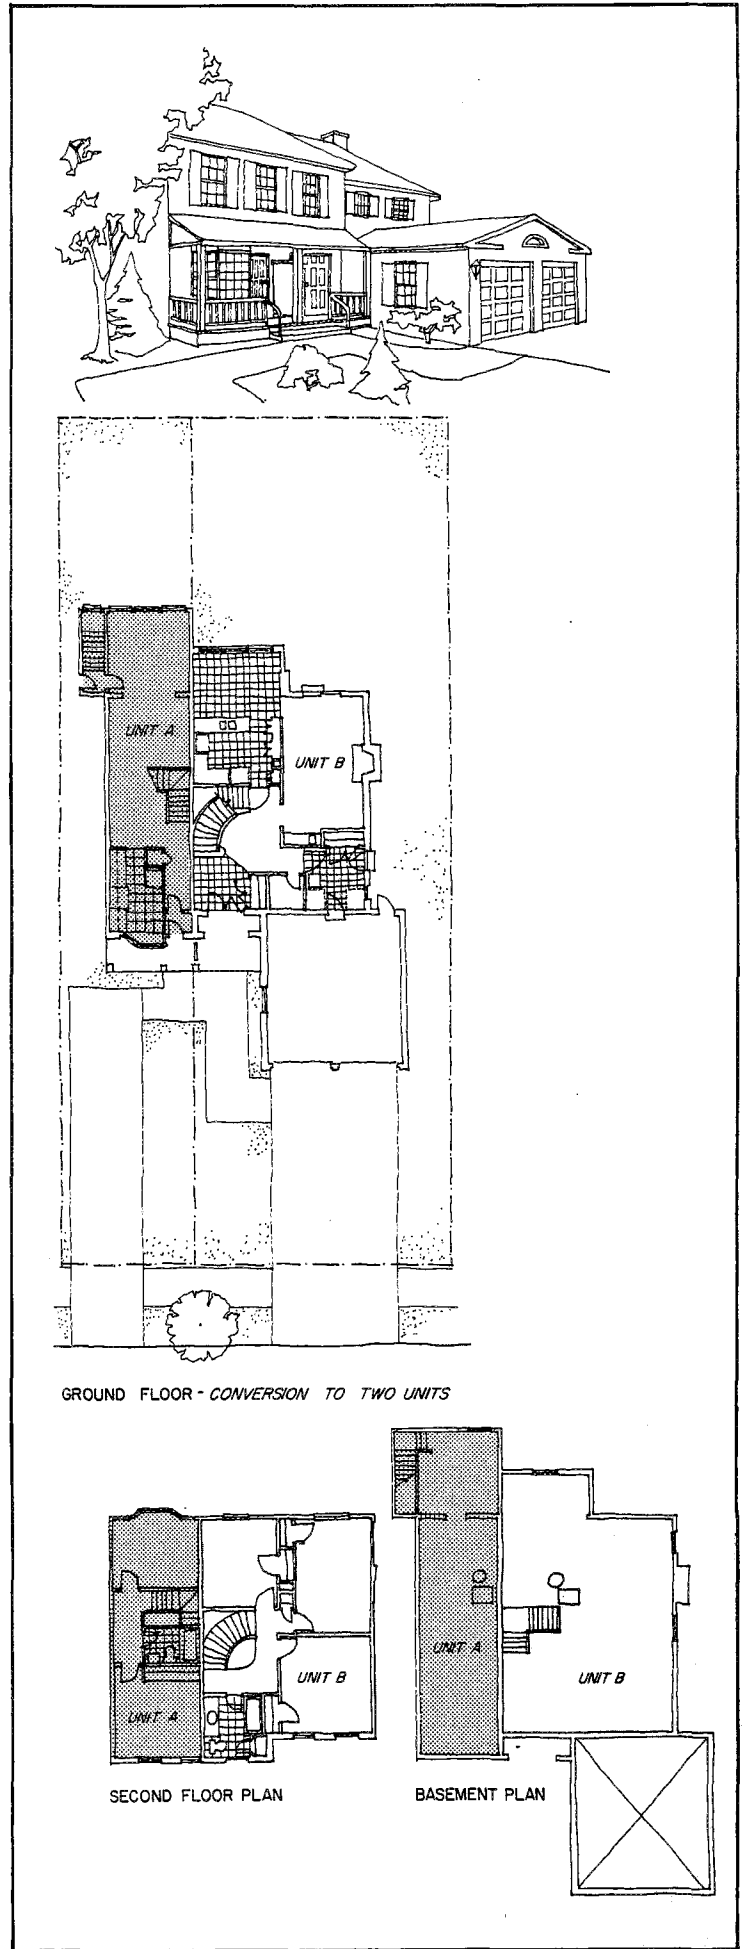 UNIT A
UNIT B
GROUND FLOOR - CONVERSION TO TWO UNITS
UNIT A
UNIT B
SECOND FLOOR PLAN
UNIT A
UNIT B
BASEMENT PLAN